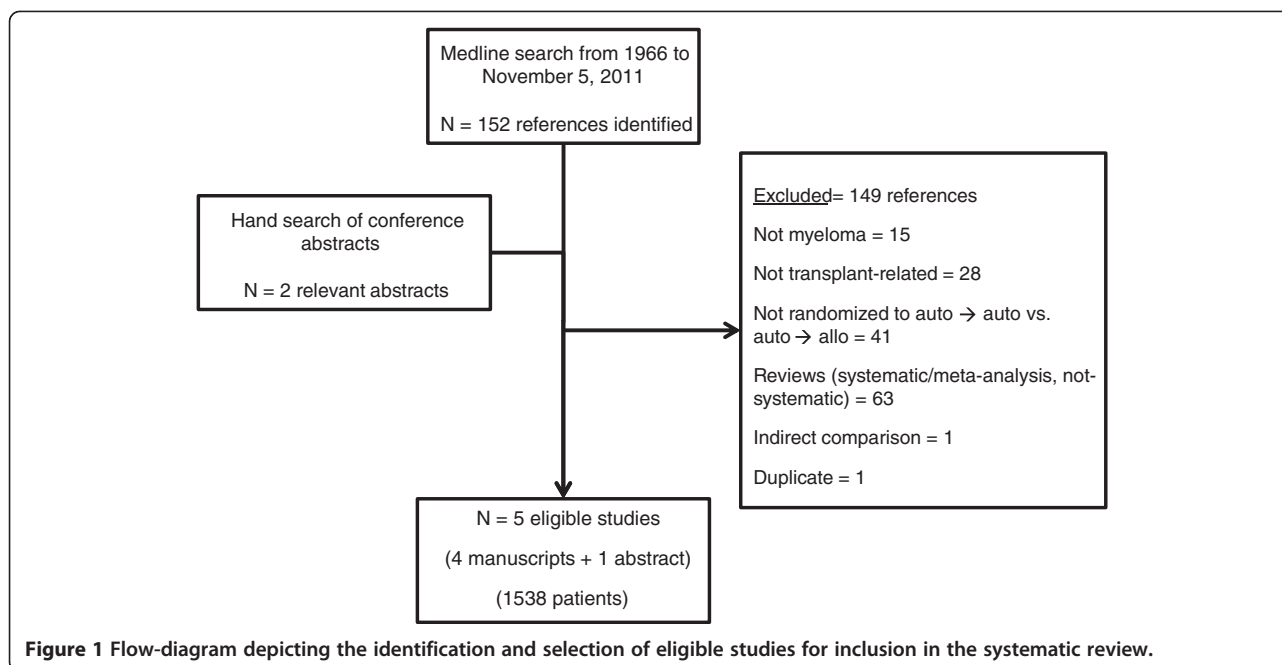 Medline search from 1966 to
November 5, 2011
N = 152 references identified
Hand search of conference
abstracts
N = 2 relevant abstracts
Excluded= 149 references
Not myeloma = 15
Not transplant-related = 28
Not randomized to auto → auto vs.
auto → allo = 41
Reviews (systematic/meta-analysis, not-
systematic) = 63
Indirect comparison = 1
Duplicate = 1
N = 5 eligible studies
(4 manuscripts + 1 abstract)
(1538 patients)
Figure 1 Flow-diagram depicting the identification and selection of eligible studies for inclusion in the systematic review.